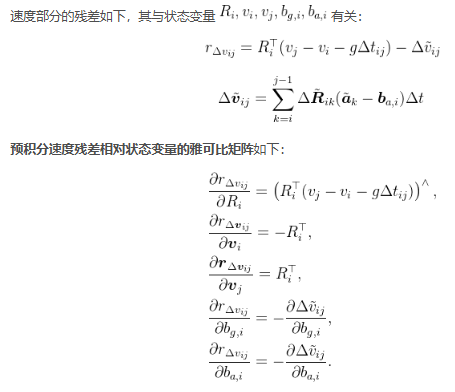 速度部分的残差如下，其与状态变量 $R_i, v_i, v_j, b_{g,i}, b_{a,i}$ 有关：
$r_{\Delta v_{ij}} = R_i^\top (v_j - v_i - g\Delta t_{ij}) - \Delta \tilde{v}_{ij}$
$\Delta \tilde{\boldsymbol{v}}_{ij} = \sum_{k=i}^{j-1} \Delta \tilde{\boldsymbol{R}}_{ik} (\tilde{\boldsymbol{a}}_k - \boldsymbol{b}_{a,i}) \Delta t$
预积分速度残差相对状态变量的雅可比矩阵如下：
$\frac{\partial r_{\Delta v_{ij}}}{\partial R_i} = \left( R_i^\top (v_j - v_i - g\Delta t_{ij}) \right)^\wedge ,$
$\frac{\partial r_{\Delta \boldsymbol{v}_{ij}}}{\partial \boldsymbol{v}_i} = -R_i^\top ,$
$\frac{\partial \boldsymbol{r}_{\Delta \boldsymbol{v}_{ij}}}{\partial \boldsymbol{v}_j} = R_i^\top ,$
$\frac{\partial r_{\Delta v_{ij}}}{\partial b_{g,i}} = -\frac{\partial \Delta \tilde{v}_{ij}}{\partial b_{g,i}} ,$
$\frac{\partial r_{\Delta v_{ij}}}{\partial b_{a,i}} = -\frac{\partial \Delta \tilde{v}_{ij}}{\partial b_{a,i}} .$